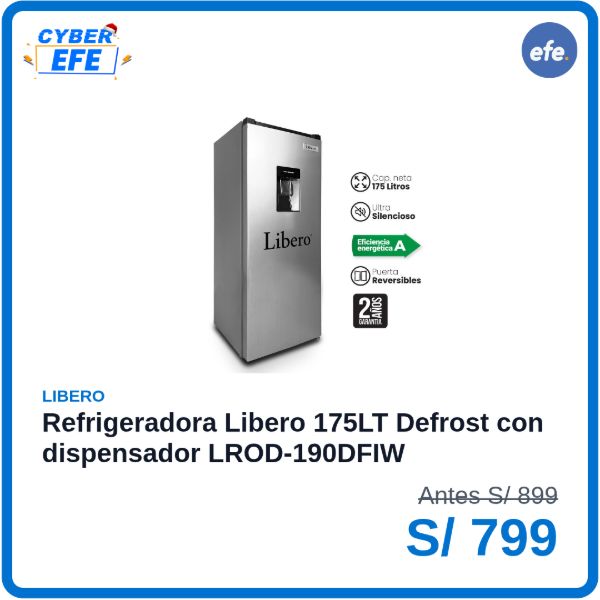 CYBER
EFE
efe.
Cap. neta
175 Litros
Ultra
Silencioso
Eficiencia
energética A
Puerta
Reversibles
2 AÑOS
GARANTIA
Libero
LIBERO
Refrigeradora Libero 175LT Defrost con
dispensador LROD-190DFIW
Antes S/ 899
S/ 799